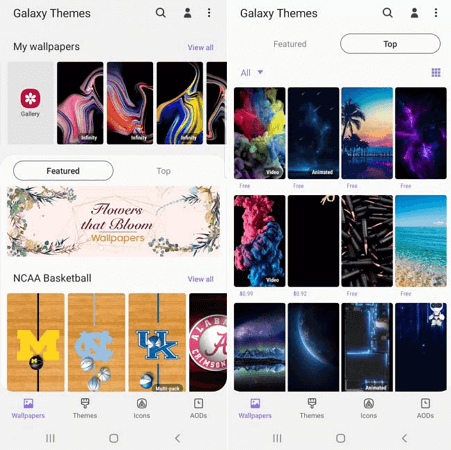 Galaxy Themes
My wallpapers
View all
Gallery
Infinity
Infinity
Infinity
Featured
Top
Flowers
that Bloom
Wallpapers
NCAA Basketball
View all
M
NC
UK
Multi-pack
ALABAMA
CRIMSON
A
Wallpapers
Themes
Icons
AODs
Galaxy Themes
Featured
Top
All
Video
Animated
Free
Free
Free
Free
$0.99
$0.92
Free
Free
Animated
Wallpapers
Themes
Icons
AODs